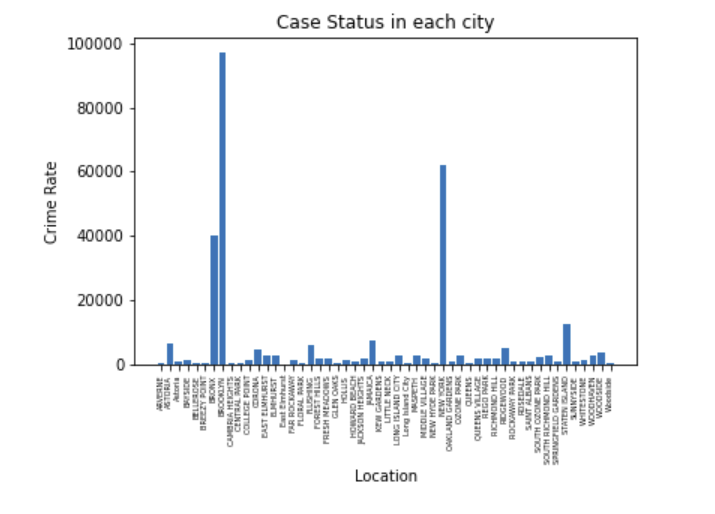 Case Status in each city
100000
80000
60000
40000
20000
0
Crime Rate
ARVERNE
ASTORIA
Astoria
BAYSIDE
BELLEROSE
BREEZY POINT
BRONX
BROOKLYN
CAMBRIA HEIGHTS
CENTRAL PARK
COLLEGE POINT
CORONA
EAST ELMHURST
ELMHURST
East Elmhurst
FAR ROCKAWAY
FLORAL PARK
FLUSHING
FOREST HILLS
FRESH MEADOWS
GLEN OAKS
HOLLIS
HOWARD BEACH
JACKSON HEIGHTS
JAMAICA
KEW GARDENS
LITTLE NECK
LONG ISLAND CITY
Long Island City
MASPETH
MIDDLE VILLAGE
NEW HYDE PARK
NEW YORK
OAKLAND GARDENS
OZONE PARK
QUEENS
QUEENS VILLAGE
REGO PARK
RICHMOND HILL
RIDGEWOOD
ROCKAWAY PARK
ROSEDALE
SAINT ALBANS
SOUTH OZONE PARK
SOUTH RICHMOND HILL
SPRINGFIELD GARDENS
STATEN ISLAND
SUNNYSIDE
WHITESTONE
WOODHAVEN
WOODSIDE
Woodside
Location